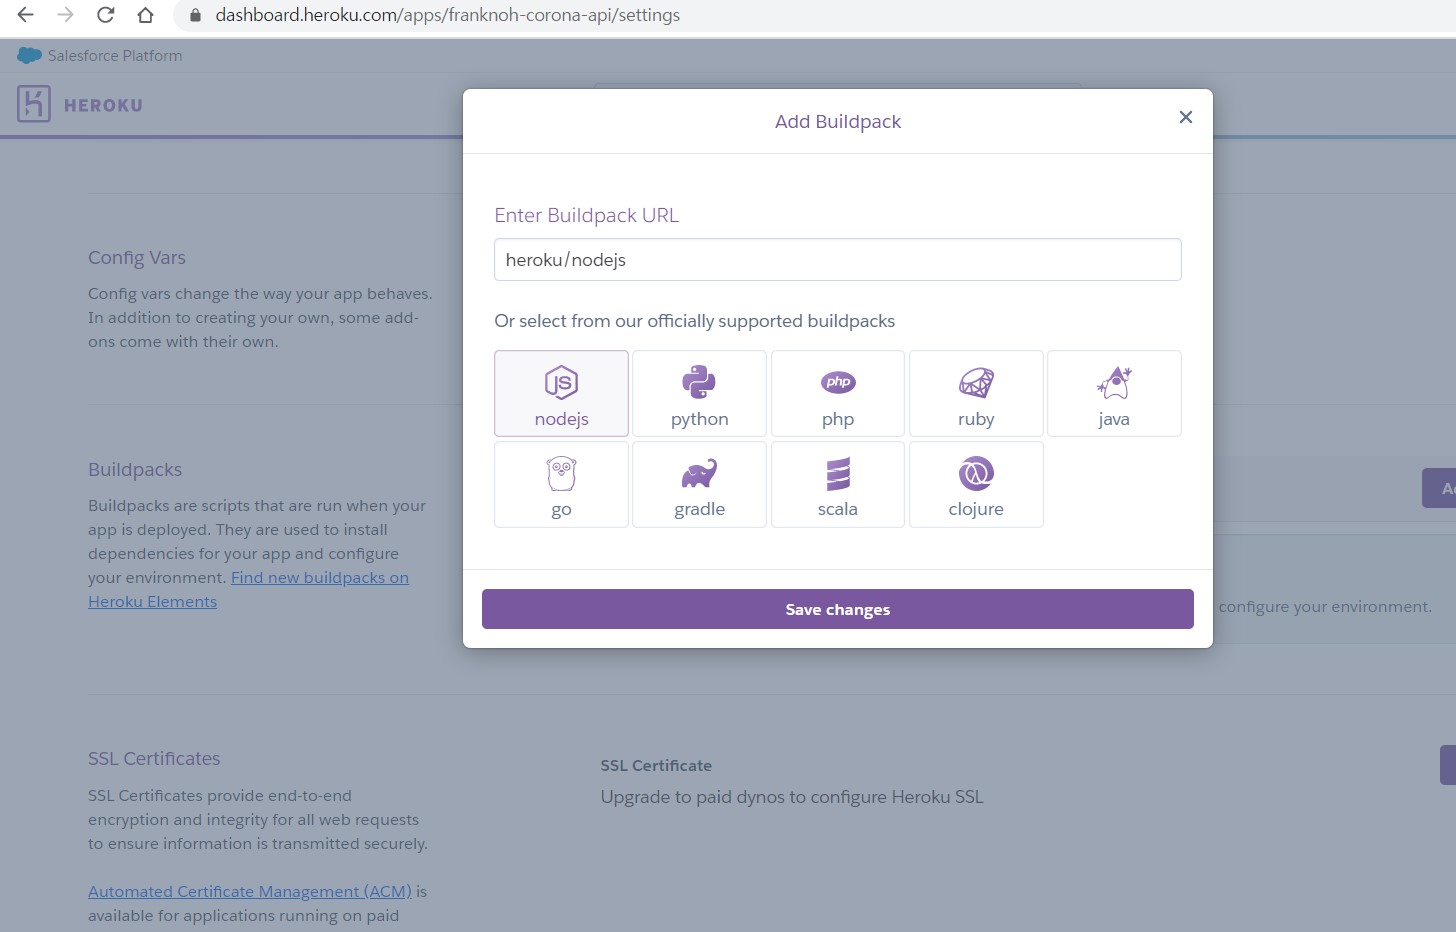 dashboard.heroku.com/apps/franknoh-corona-api/settings
Salesforce Platform
HEROKU
Add Buildpack
Enter Buildpack URL
heroku/nodejs
Or select from our officially supported buildpacks
JS
php
nodejs
python
php
ruby
java
go
gradle
scala
clojure
Save changes
Config Vars
Config vars change the way your app behaves.
In addition to creating your own, some add-
ons come with their own.
Buildpacks
Buildpacks are scripts that are run when your
app is deployed. They are used to install
dependencies for your app and configure
your environment. Find new buildpacks on
Heroku Elements
configure your environment.
SSL Certificates
SSL Certificates provide end-to-end
encryption and integrity for all web requests
to ensure information is transmitted securely.
Automated Certificate Management (ACM) is
available for applications running on paid
SSL Certificate
Upgrade to paid dynos to configure Heroku SSL